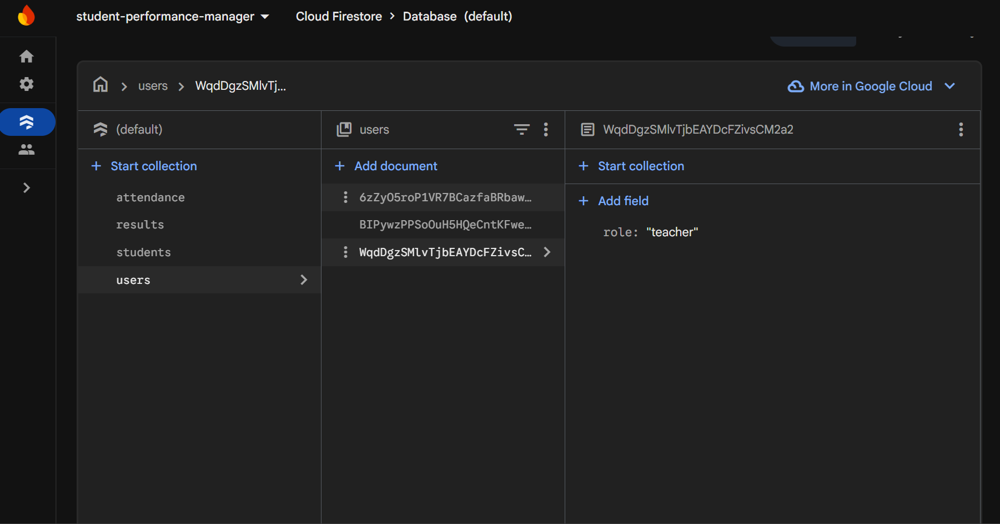 student-performance-manager
Cloud Firestore > Database (default)
users
WqdDgzSMlvTj...
More in Google Cloud
(default)
Start collection
attendance
results
students
users
users
Add document
6zZyO5roP1VR7BCazfaBRbaw…
BIPywzPPSoOuH5HQeCntKFwe…
WqdDgzSMlvTjbEAYDcFZivsC…
WqdDgzSMlvTjbEAYDcFZivsCM2a2
Start collection
Add field
role: "teacher"